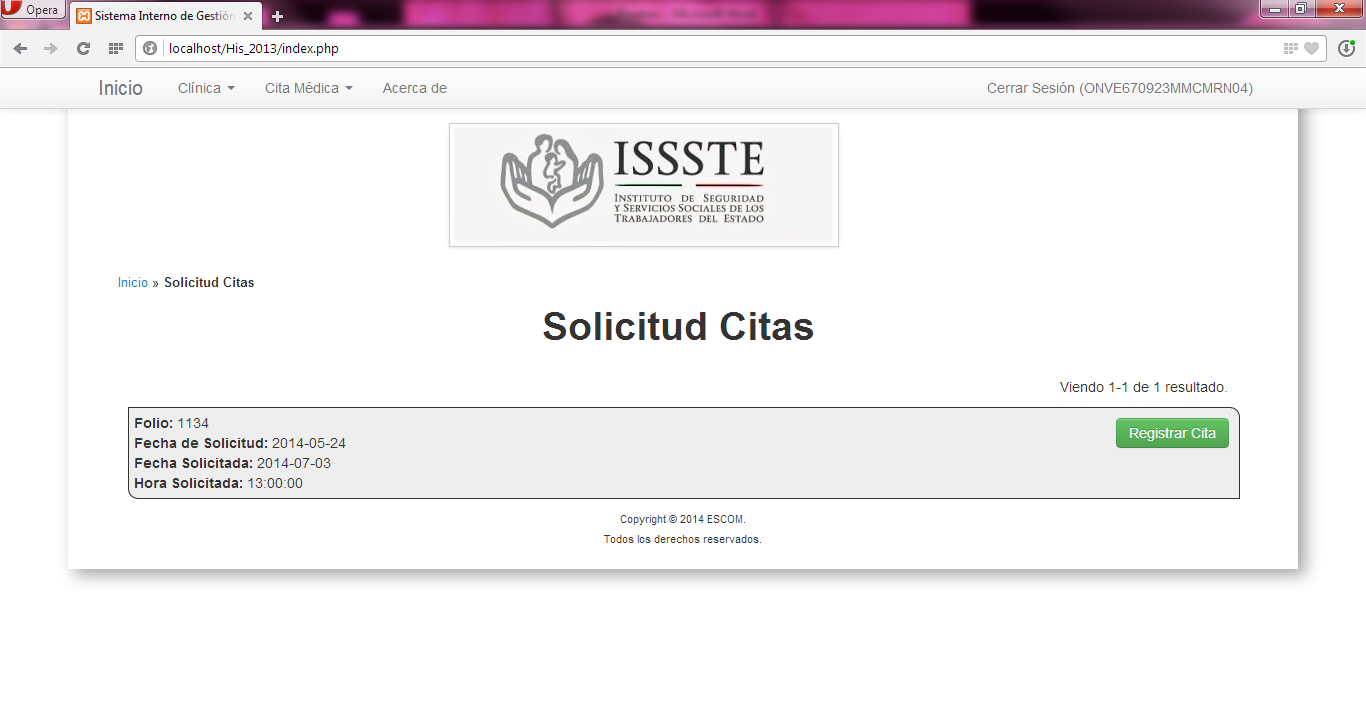 Opera
Sistema Interno de Gestión
localhost/His_2013/index.php
Inicio Clínica Cita Médica Acerca de Cerrar Sesión (ONVE670923MMCMRN04)
ISSSTE
INSTITUTO DE SEGURIDAD
Y SERVICIOS SOCIALES DE LOS
TRABAJADORES DEL ESTADO
Inicio » Solicitud Citas
Solicitud Citas
Viendo 1-1 de 1 resultado.
Folio: 1134
Registrar Cita
Fecha de Solicitud: 2014-05-24
Fecha Solicitada: 2014-07-03
Hora Solicitada: 13:00:00
Copyright © 2014 ESCOM.
Todos los derechos reservados.